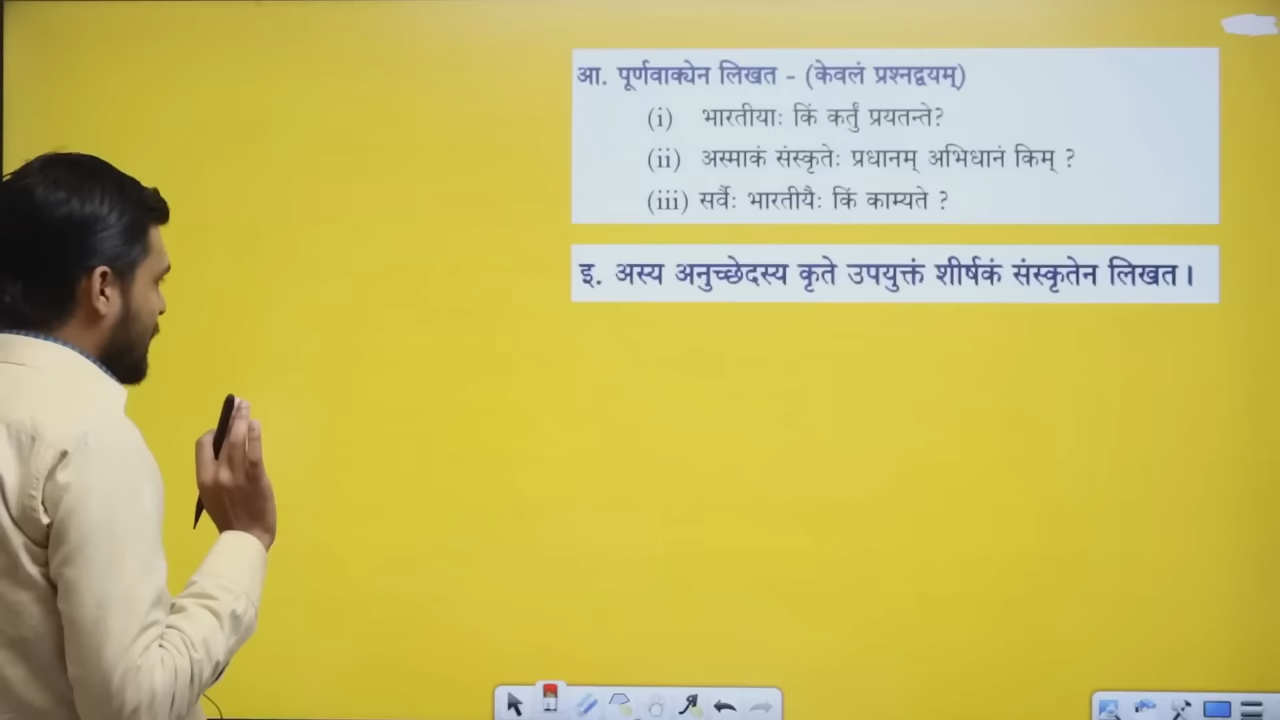 आ. पूर्णवाक्येन लिखत - (केवलं प्रश्नद्वयम्)
(i) भारतीयाः किं कर्तुं प्रयतन्ते?
(ii) अस्माकं संस्कृतेः प्रधानम् अभिधानं किम् ?
(iii) सर्वैः भारतीयैः किं काम्यते ?
इ. अस्य अनुच्छेदस्य कृते उपयुक्तं शीर्षकं संस्कृतेन लिखत।